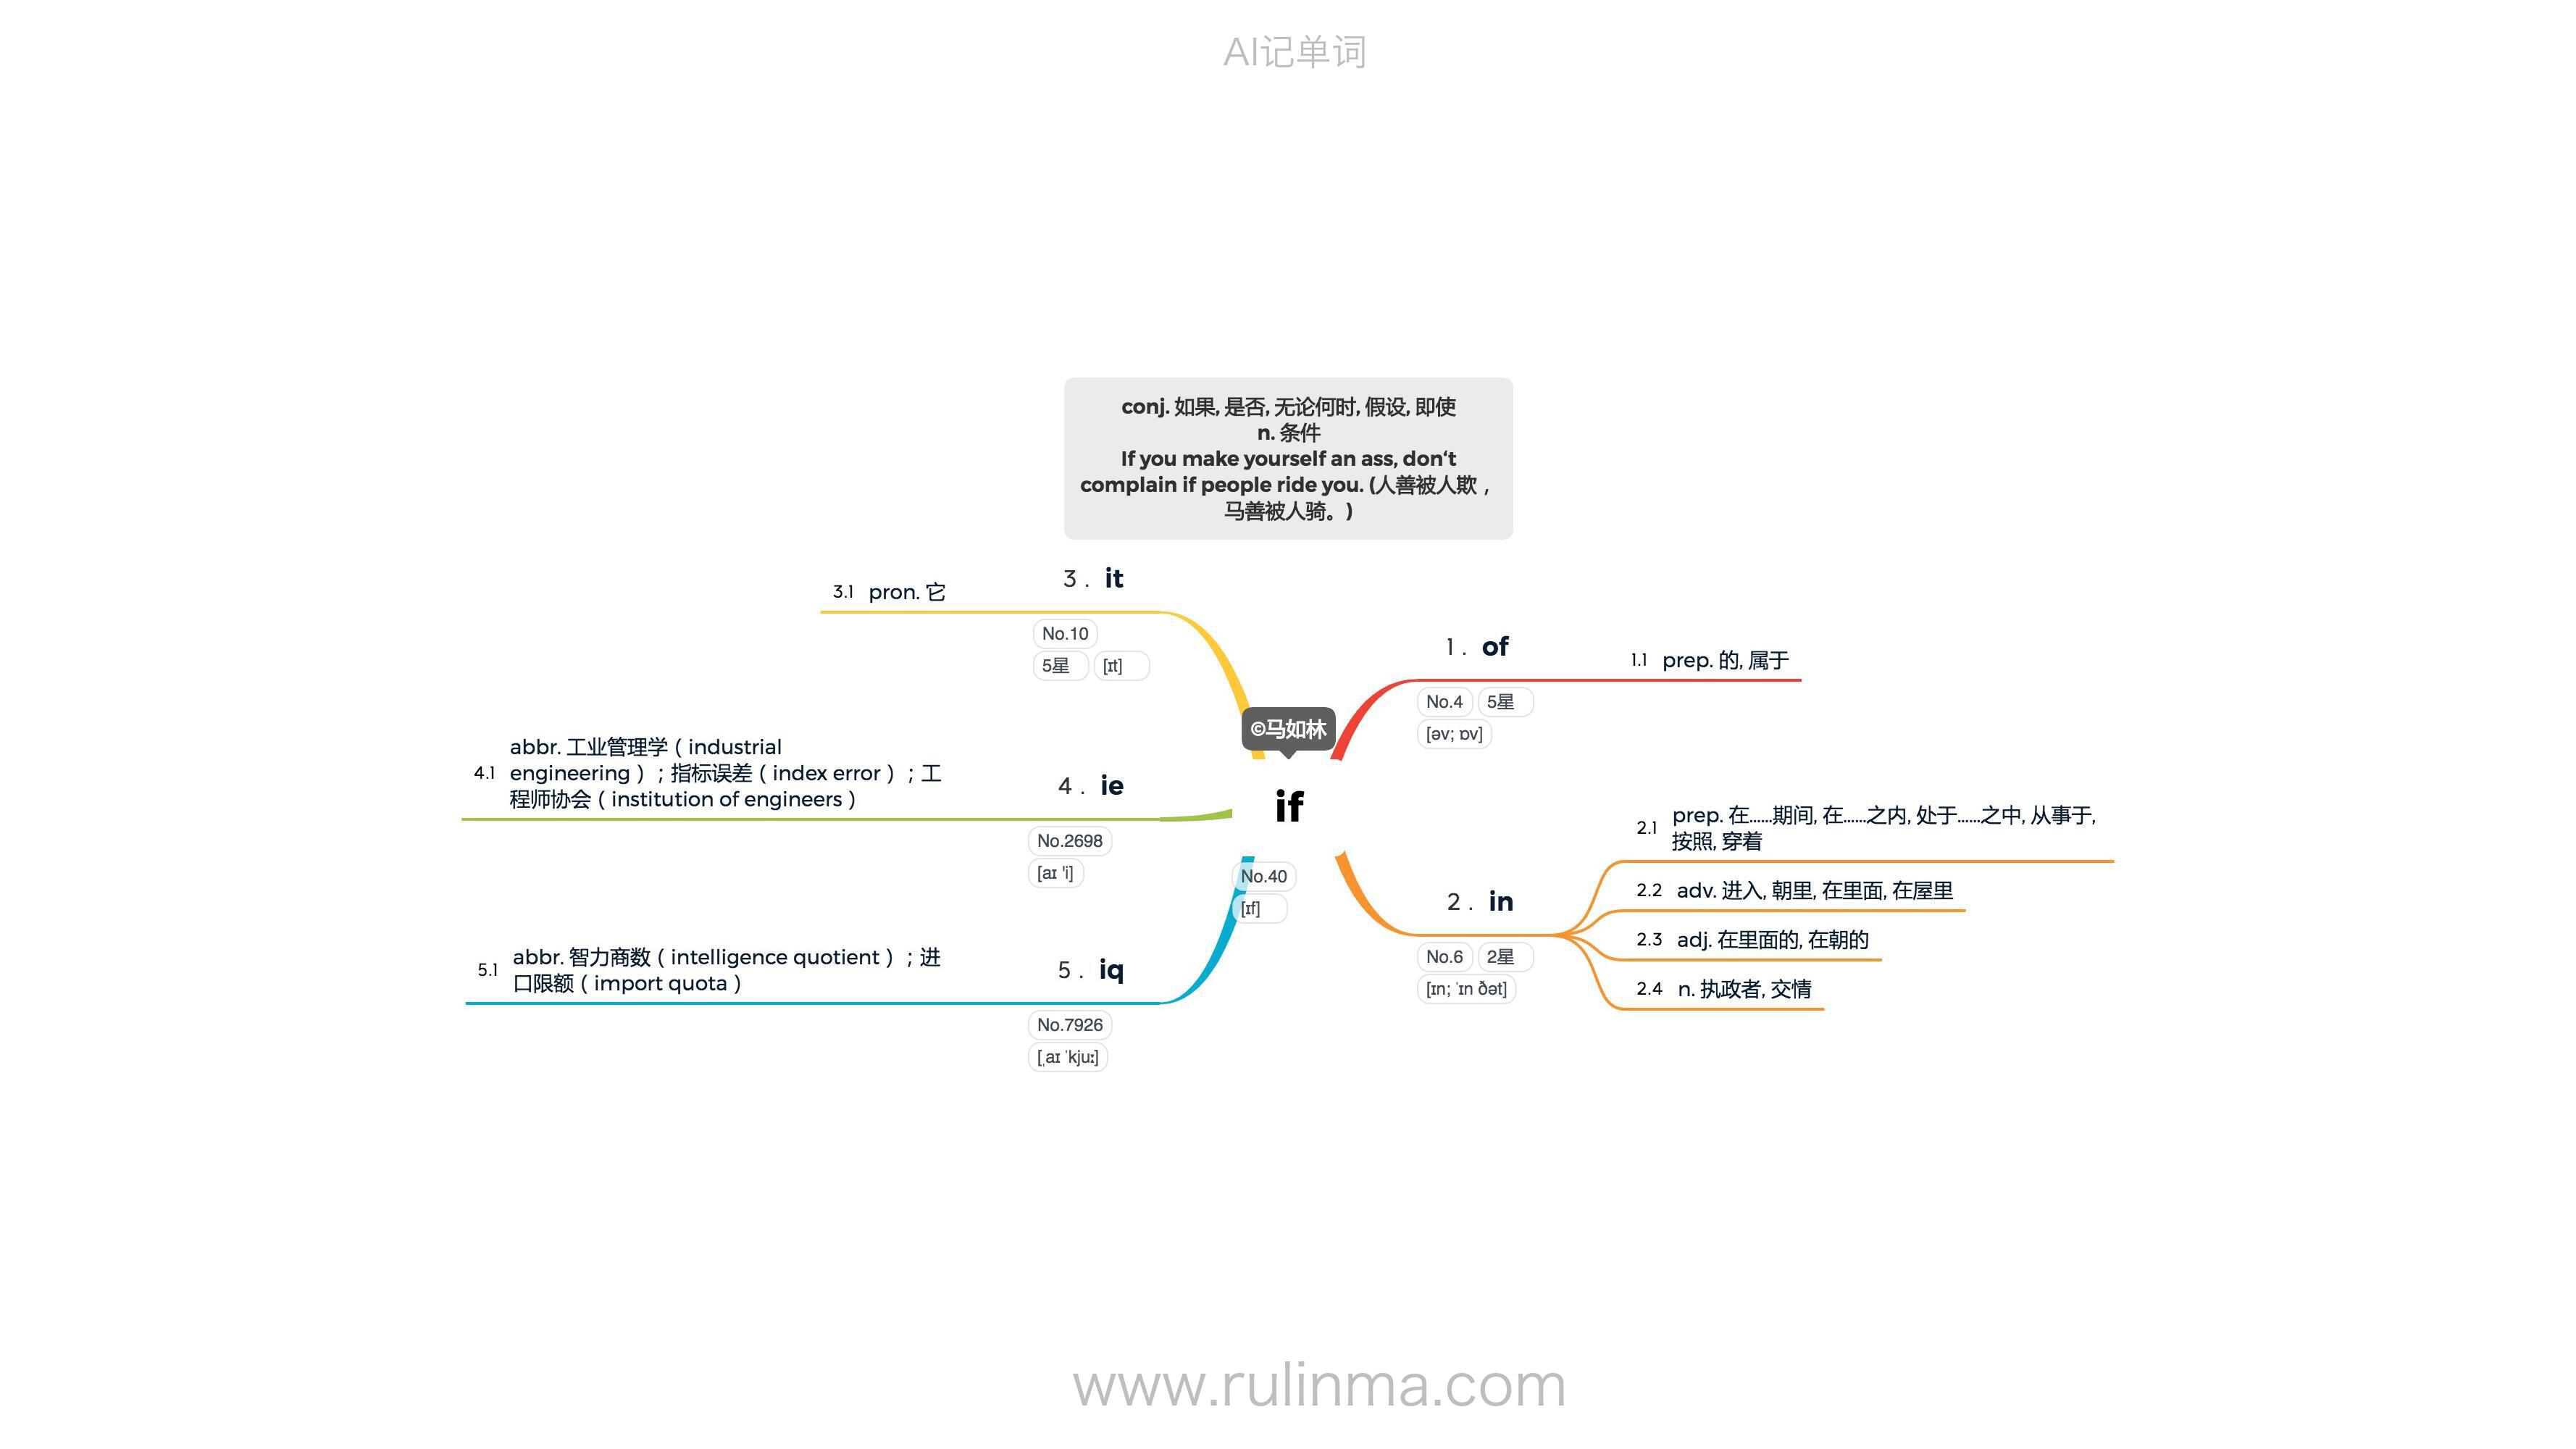 AI记单词
conj. 如果, 是否, 无论何时, 假设, 即使
n. 条件
If you make yourself an ass, don‘t
complain if people ride you. (人善被人欺，
马善被人骑。)
©马如林
if
No.40
[ɪf]
1 . of
No.4 5星
[əv; ɒv]
1.1 prep. 的, 属于
2 . in
No.6 2星
[ɪn; ˈɪn ðət]
2.1 prep. 在……期间, 在……之内, 处于……之中, 从事于,
按照, 穿着
2.2 adv. 进入, 朝里, 在里面, 在屋里
2.3 adj. 在里面的, 在朝的
2.4 n. 执政者, 交情
3 . it
No.10
5星 [ɪt]
3.1 pron. 它
4 . ie
No.2698
[aɪ 'i]
4.1 abbr. 工业管理学（industrial
engineering）；指标误差（index error）；工
程师协会（institution of engineers）
5 . iq
No.7926
[ˌaɪ ˈkjuː]
5.1 abbr. 智力商数（intelligence quotient）；进
口限额（import quota）
www.rulinma.com